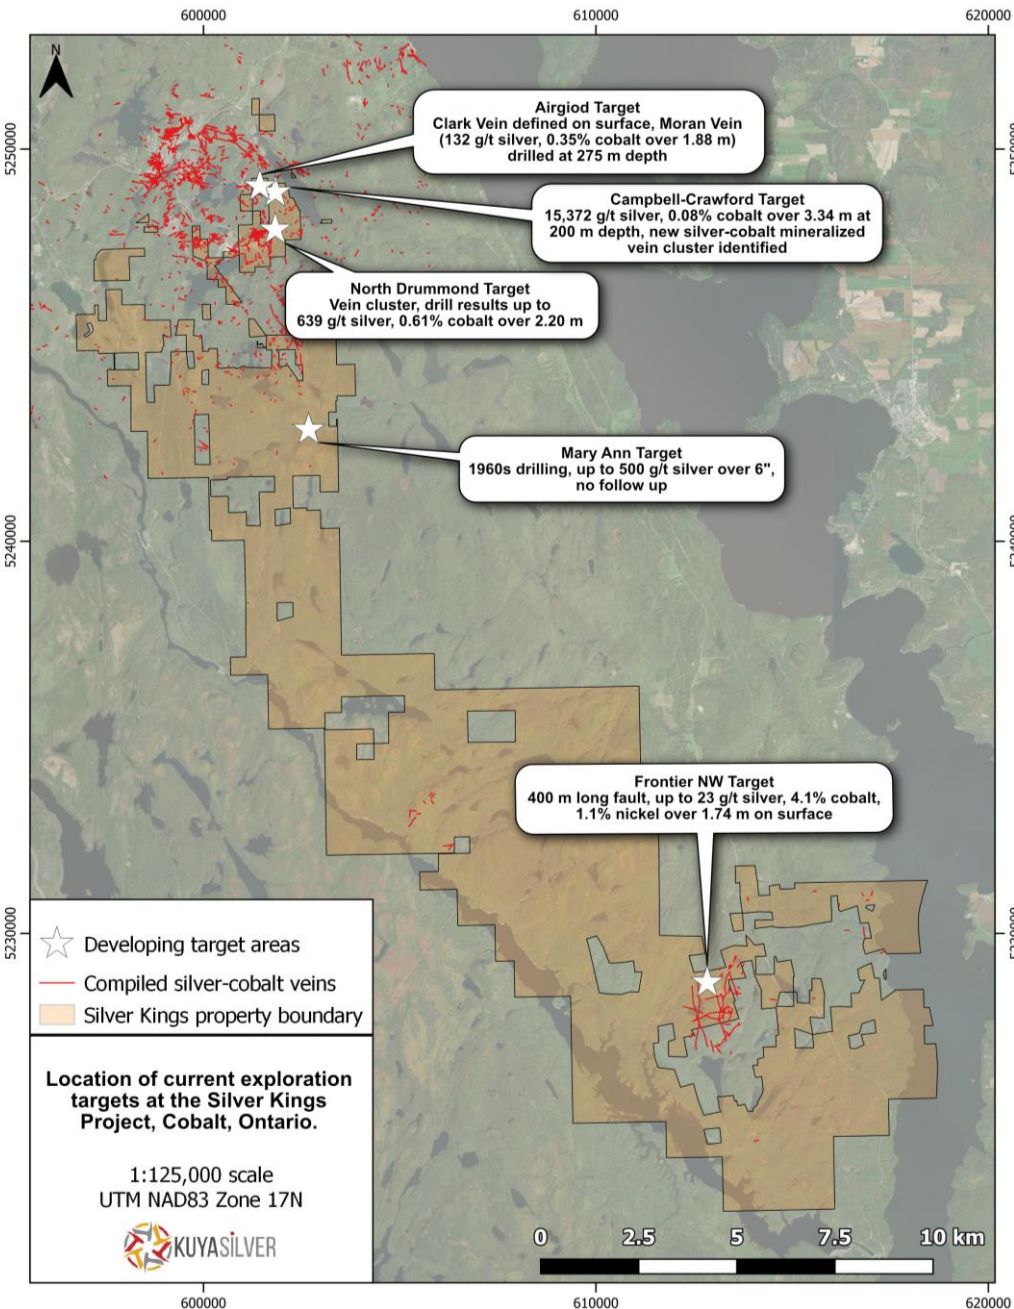 600000
610000
620000
N
5250000
5250000
Airgiod Target
Clark Vein defined on surface, Moran Vein
(132 g/t silver, 0.35% cobalt over 1.88 m)
drilled at 275 m depth
Campbell-Crawford Target
15,372 g/t silver, 0.08% cobalt over 3.34 m at
200 m depth, new silver-cobalt mineralized
vein cluster identified
North Drummond Target
Vein cluster, drill results up to
639 g/t silver, 0.61% cobalt over 2.20 m
Mary Ann Target
1960s drilling, up to 500 g/t silver over 6",
no follow up
5240000
5240000
Frontier NW Target
400 m long fault, up to 23 g/t silver, 4.1% cobalt,
1.1% nickel over 1.74 m on surface
5230000
5230000
Developing target areas
Compiled silver-cobalt veins
Silver Kings property boundary
Location of current exploration
targets at the Silver Kings
Project, Cobalt, Ontario.
1:125,000 scale
UTM NAD83 Zone 17N
KUYASILVER
0 2.5 5 7.5 10 km
600000
610000
620000